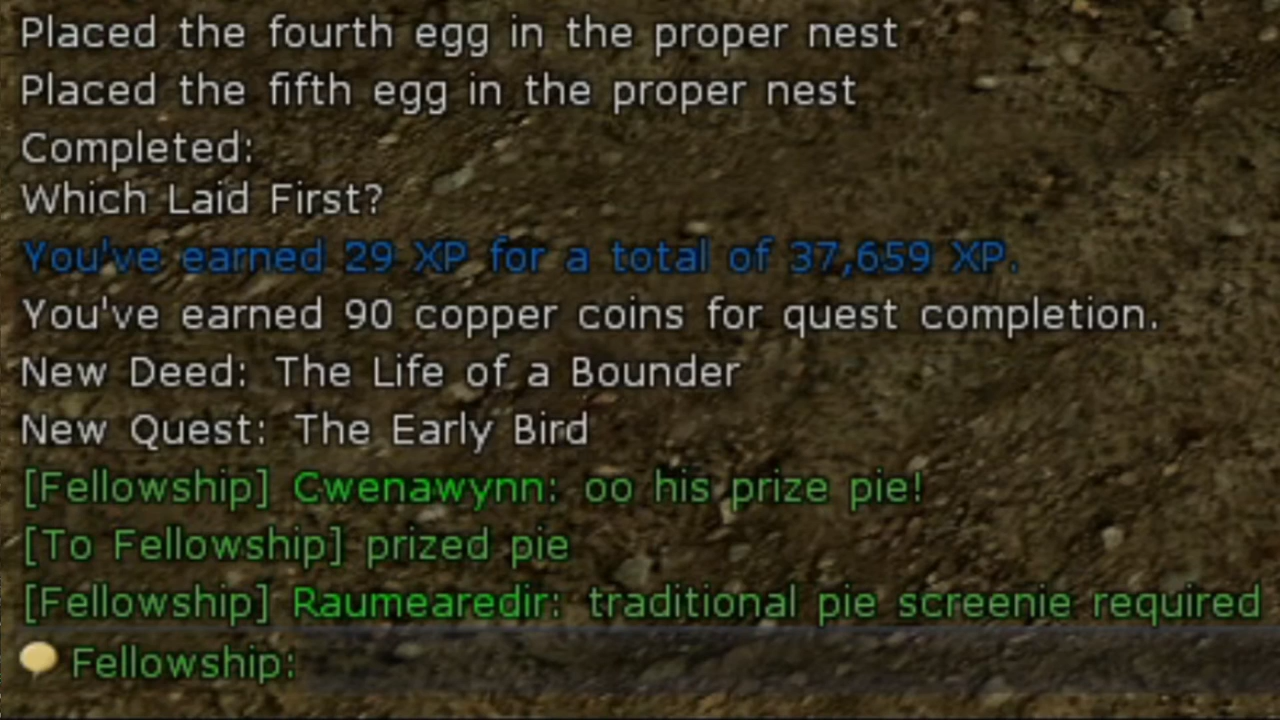 Placed the fourth egg in the proper nest
Placed the fifth egg in the proper nest
Completed:
Which Laid First?
You've earned 29 XP for a total of 37,659 XP.
You've earned 90 copper coins for quest completion.
New Deed: The Life of a Bounder
New Quest: The Early Bird
[Fellowship] Cwenawynn: oo his prize pie!
[To Fellowship] prized pie
[Fellowship] Raumearedir: traditional pie screenie required
Fellowship: